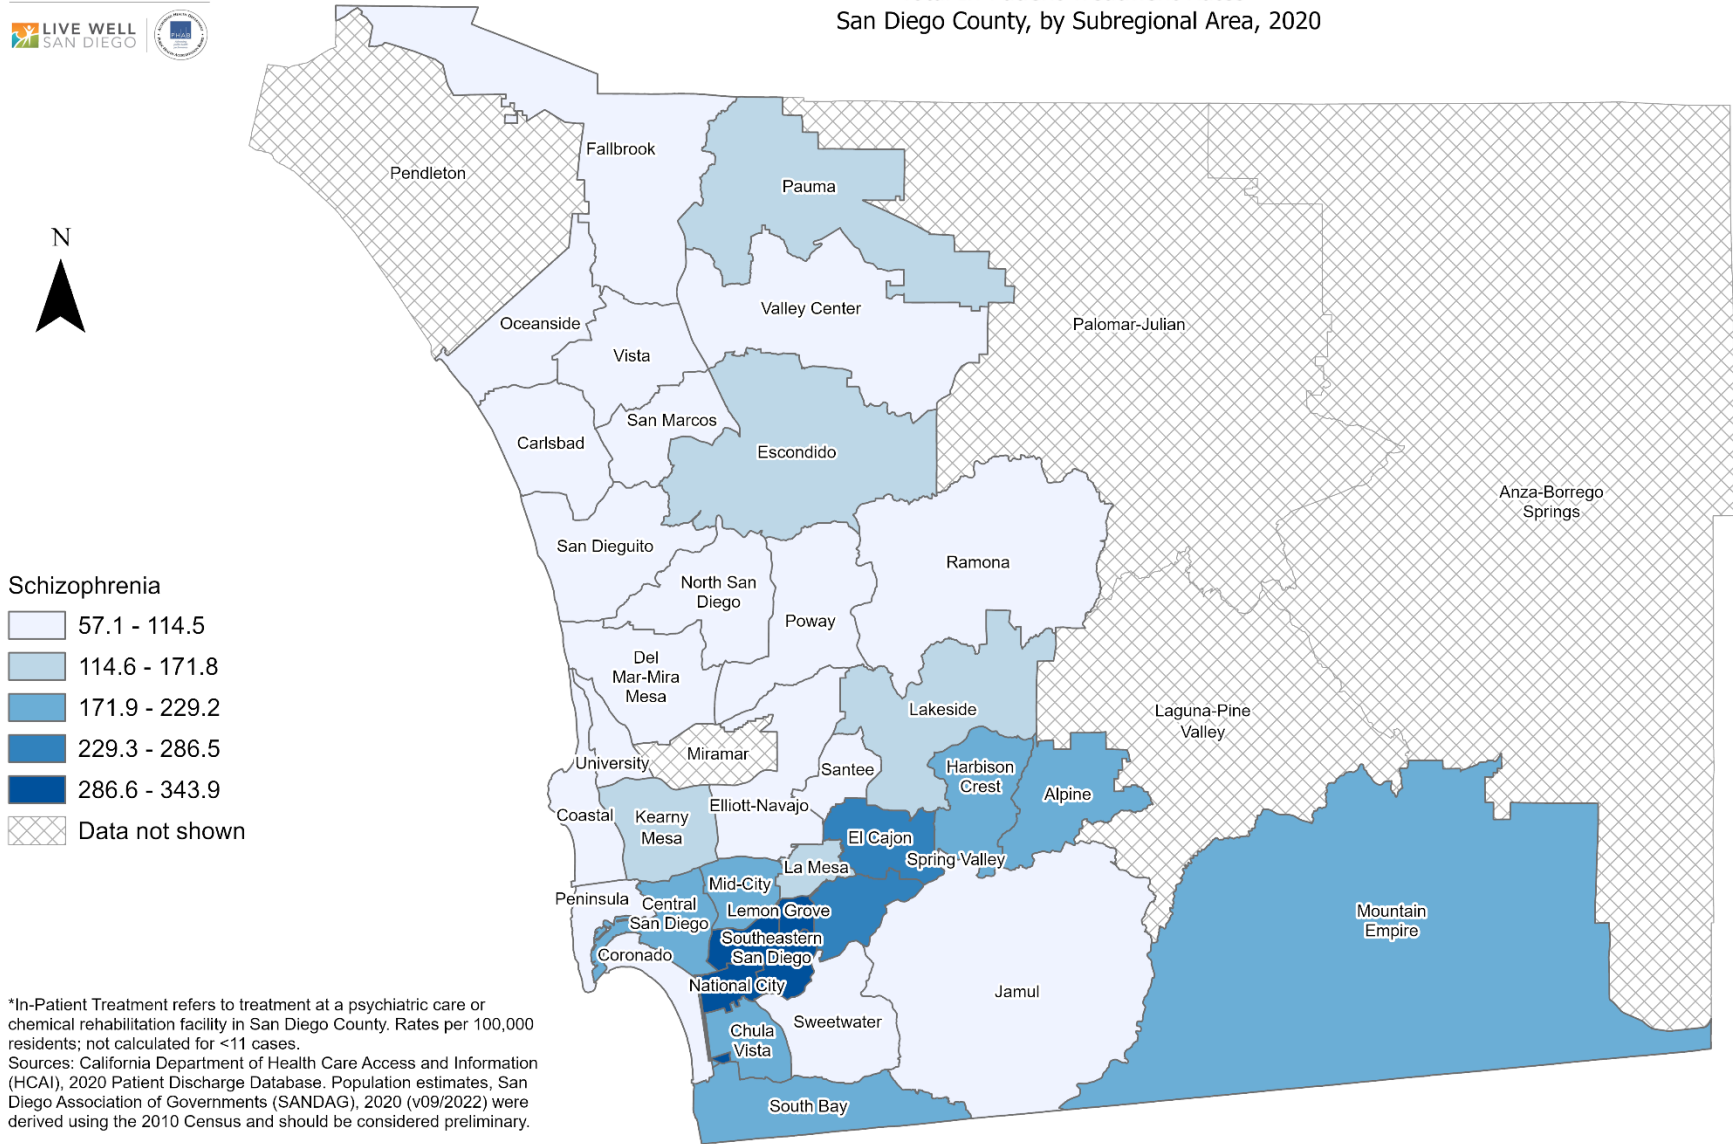 LIVE WELL
SAN DIEGO
PHAB
San Diego County, by Subregional Area, 2020
N
Pendleton
Fallbrook
Pauma
Oceanside
Vista
Valley Center
Palomar-Julian
Carlsbad
San Marcos
Escondido
Anza-Borrego
Springs
San Dieguito
North San
Diego
Poway
Ramona
Del
Mar-Mira
Mesa
Lakeside
Laguna-Pine
Valley
University
Miramar
Santee
Harbison
Crest
Alpine
Coastal
Kearny
Mesa
Elliott-Navajo
El Cajon
Spring Valley
La Mesa
Mid-City
Peninsula
Central
San Diego
Lemon Grove
Southeastern
San Diego
Coronado
National City
Mountain
Empire
Jamul
Sweetwater
Chula
Vista
South Bay
Schizophrenia
57.1 - 114.5
114.6 - 171.8
171.9 - 229.2
229.3 - 286.5
286.6 - 343.9
Data not shown
*In-Patient Treatment refers to treatment at a psychiatric care or
chemical rehabilitation facility in San Diego County. Rates per 100,000
residents; not calculated for <11 cases.
Sources: California Department of Health Care Access and Information
(HCAI), 2020 Patient Discharge Database. Population estimates, San
Diego Association of Governments (SANDAG), 2020 (v09/2022) were
derived using the 2010 Census and should be considered preliminary.